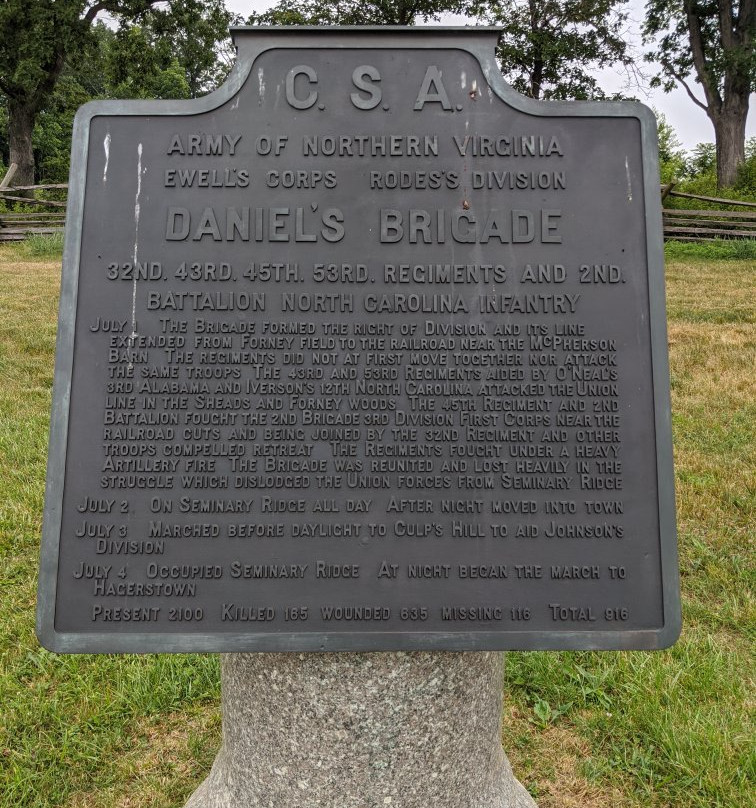 C. S. A.
ARMY OF NORTHERN VIRGINIA
EWELL'S CORPS RODES'S DIVISION
DANIEL'S BRIGADE
32ND. 43RD. 45TH. 53RD. REGIMENTS AND 2ND.
BATTALION NORTH CAROLINA INFANTRY
JULY 1 THE BRIGADE FORMED THE RIGHT OF DIVISION AND ITS LINE
EXTENDED FROM FORNEY FIELD TO THE RAILROAD NEAR THE MCPHERSON
BARN THE REGIMENTS DID NOT AT FIRST MOVE TOGETHER NOR ATTACK
THE SAME TROOPS THE 43RD AND 53RD REGIMENTS AIDED BY O'NEAL'S
3RD ALABAMA AND IVERSON'S 12TH NORTH CAROLINA ATTACKED THE UNION
LINE IN THE SHEADS AND FORNEY WOODS THE 45TH REGIMENT AND 2ND
BATTALION FOUGHT THE 2ND BRIGADE 3RD DIVISION FIRST CORPS NEAR THE
RAILROAD CUTS AND BEING JOINED BY THE 32ND REGIMENT AND OTHER
TROOPS COMPELLED RETREAT THE REGIMENTS FOUGHT UNDER A HEAVY
ARTILLERY FIRE THE BRIGADE WAS REUNITED AND LOST HEAVILY IN THE
STRUGGLE WHICH DISLODGED THE UNION FORCES FROM SEMINARY RIDGE
JULY 2 ON SEMINARY RIDGE ALL DAY AFTER NIGHT MOVED INTO TOWN
JULY 3 MARCHED BEFORE DAYLIGHT TO CULP'S HILL TO AID JOHNSON'S
DIVISION
JULY 4 OCCUPIED SEMINARY RIDGE AT NIGHT BEGAN THE MARCH TO
HAGERSTOWN
PRESENT 2100 KILLED 165 WOUNDED 635 MISSING 116 TOTAL 916